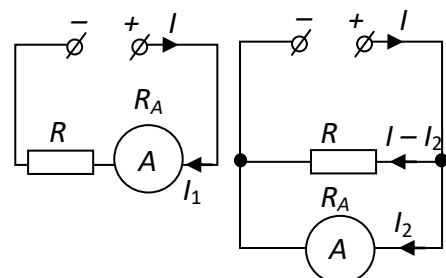 − + I
R_A
R A
I_1
− + I
R I − I_2
R_A
A I_2